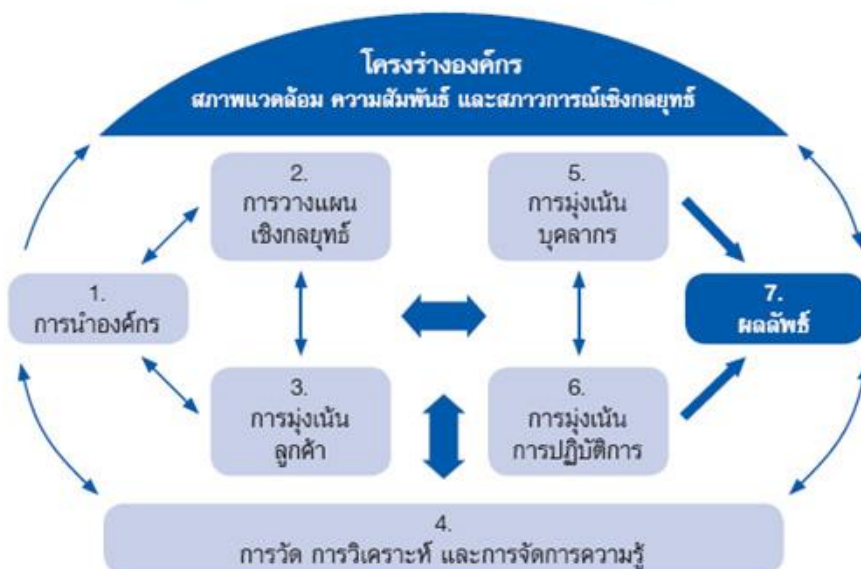 โครงร่างองค์กร
สภาพแวดล้อม ความสัมพันธ์ และสภาวการณ์เชิงกลยุทธ์
2.
การวางแผน
เชิงกลยุทธ์
5.
การมุ่งเน้น
บุคลากร
1.
การนำองค์กร
7.
ผลลัพธ์
3.
การมุ่งเน้น
ลูกค้า
6.
การมุ่งเน้น
การปฏิบัติการ
4.
การวัด การวิเคราะห์ และการจัดการความรู้